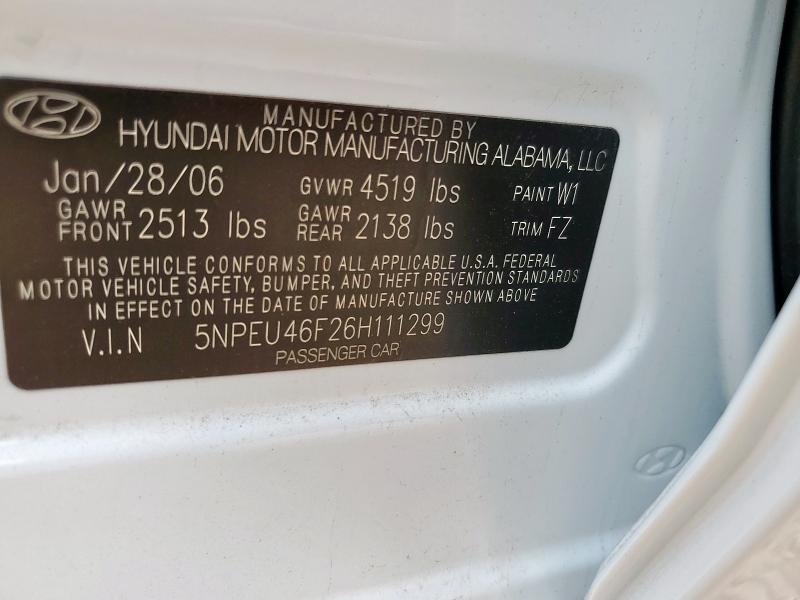 MANUFACTURED BY
HYUNDAI MOTOR MANUFACTURING ALABAMA, LLC
Jan/28/06 GVWR 4519 lbs PAINT W1
GAWR FRONT 2513 lbs GAWR REAR 2138 lbs TRIM FZ
THIS VEHICLE CONFORMS TO ALL APPLICABLE U.S.A. FEDERAL
MOTOR VEHICLE SAFETY, BUMPER, AND THEFT PREVENTION STANDARDS
IN EFFECT ON THE DATE OF MANUFACTURE SHOWN ABOVE
V.I.N 5NPEU46F26H111299
PASSENGER CAR